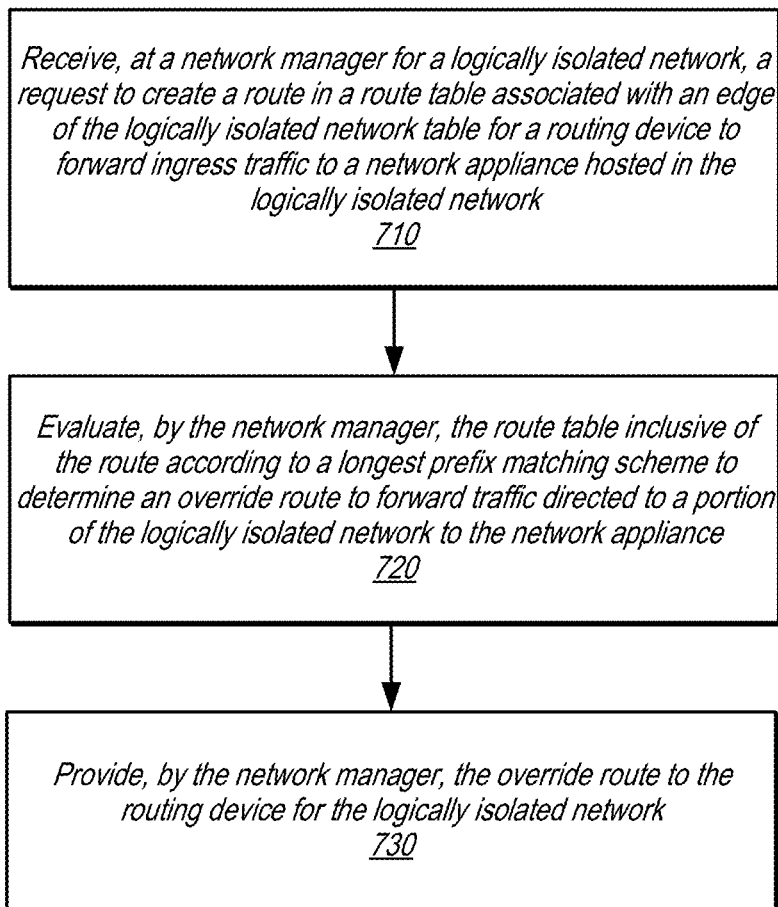 Receive, at a network manager for a logically isolated network, a
request to create a route in a route table associated with an edge
of the logically isolated network table for a routing device to
forward ingress traffic to a network appliance hosted in the
logically isolated network
710
Evaluate, by the network manager, the route table inclusive of
the route according to a longest prefix matching scheme to
determine an override route to forward traffic directed to a portion
of the logically isolated network to the network appliance
720
Provide, by the network manager, the override route to the
routing device for the logically isolated network
730